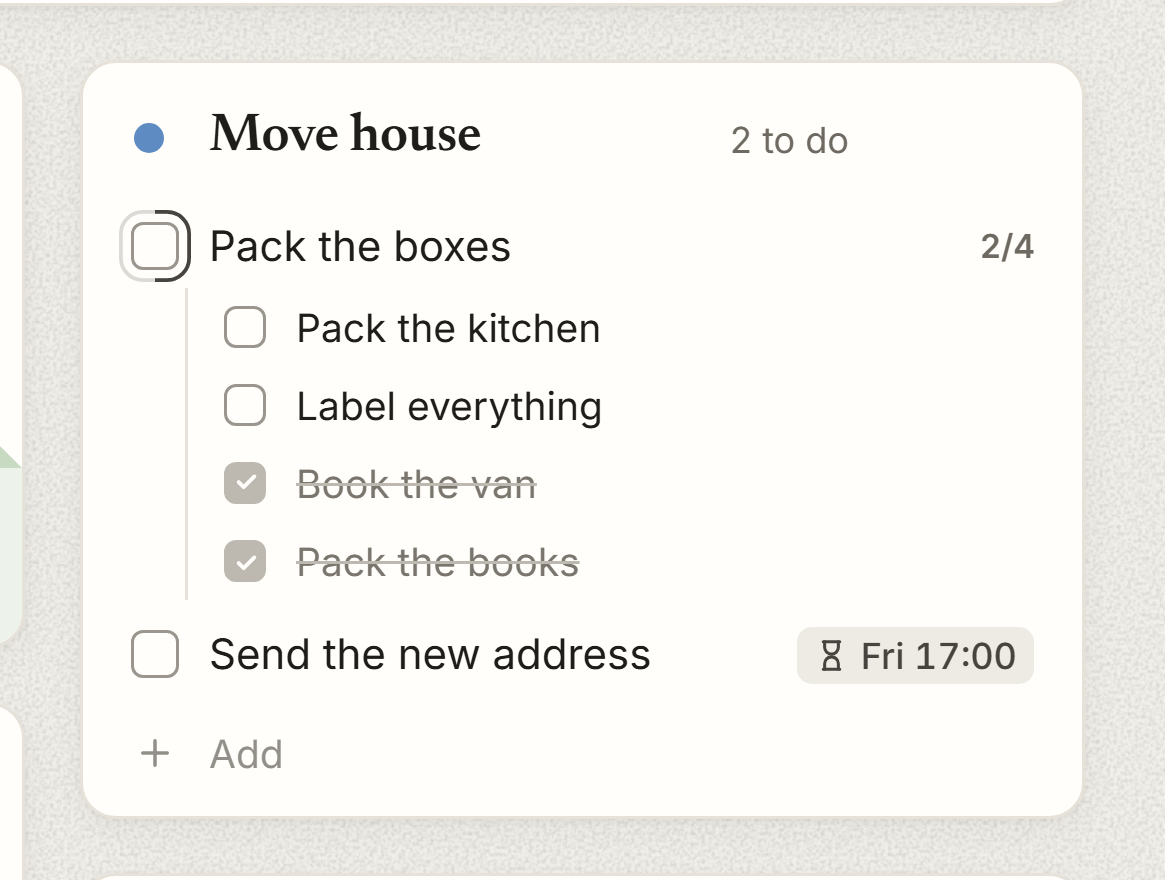 Move house
2 to do
Pack the boxes
2/4
Pack the kitchen
Label everything
Book the van
Pack the books
Send the new address
Fri 17:00
Add